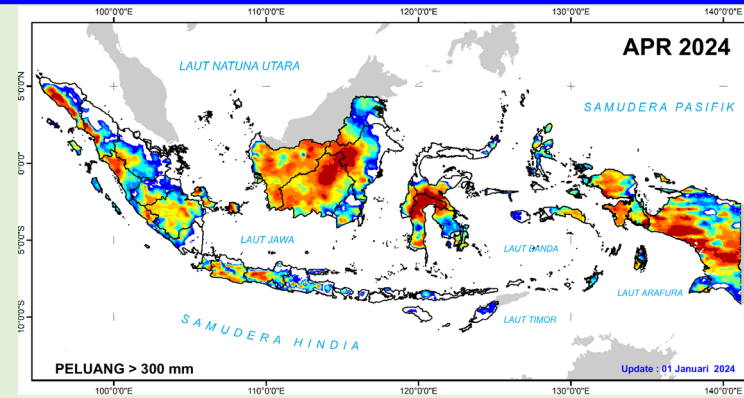 100°0'0"E 110°0'0"E 120°0'0"E 130°0'0"E 140°0'0"E
APR 2024
LAUT NATUNA UTARA
5°0'0"N
SAMUDERA PASIFIK
0°0'0"
LAUT JAWA
LAUT BANDA
5°0'0"S
LAUT ARAFURA
10°0'0"S
SAMUDERA HINDIA
LAUT TIMOR
PELUANG > 300 mm
Update : 01 Januari 2024
100°0'0"E 110°0'0"E 120°0'0"E 130°0'0"E 140°0'0"E